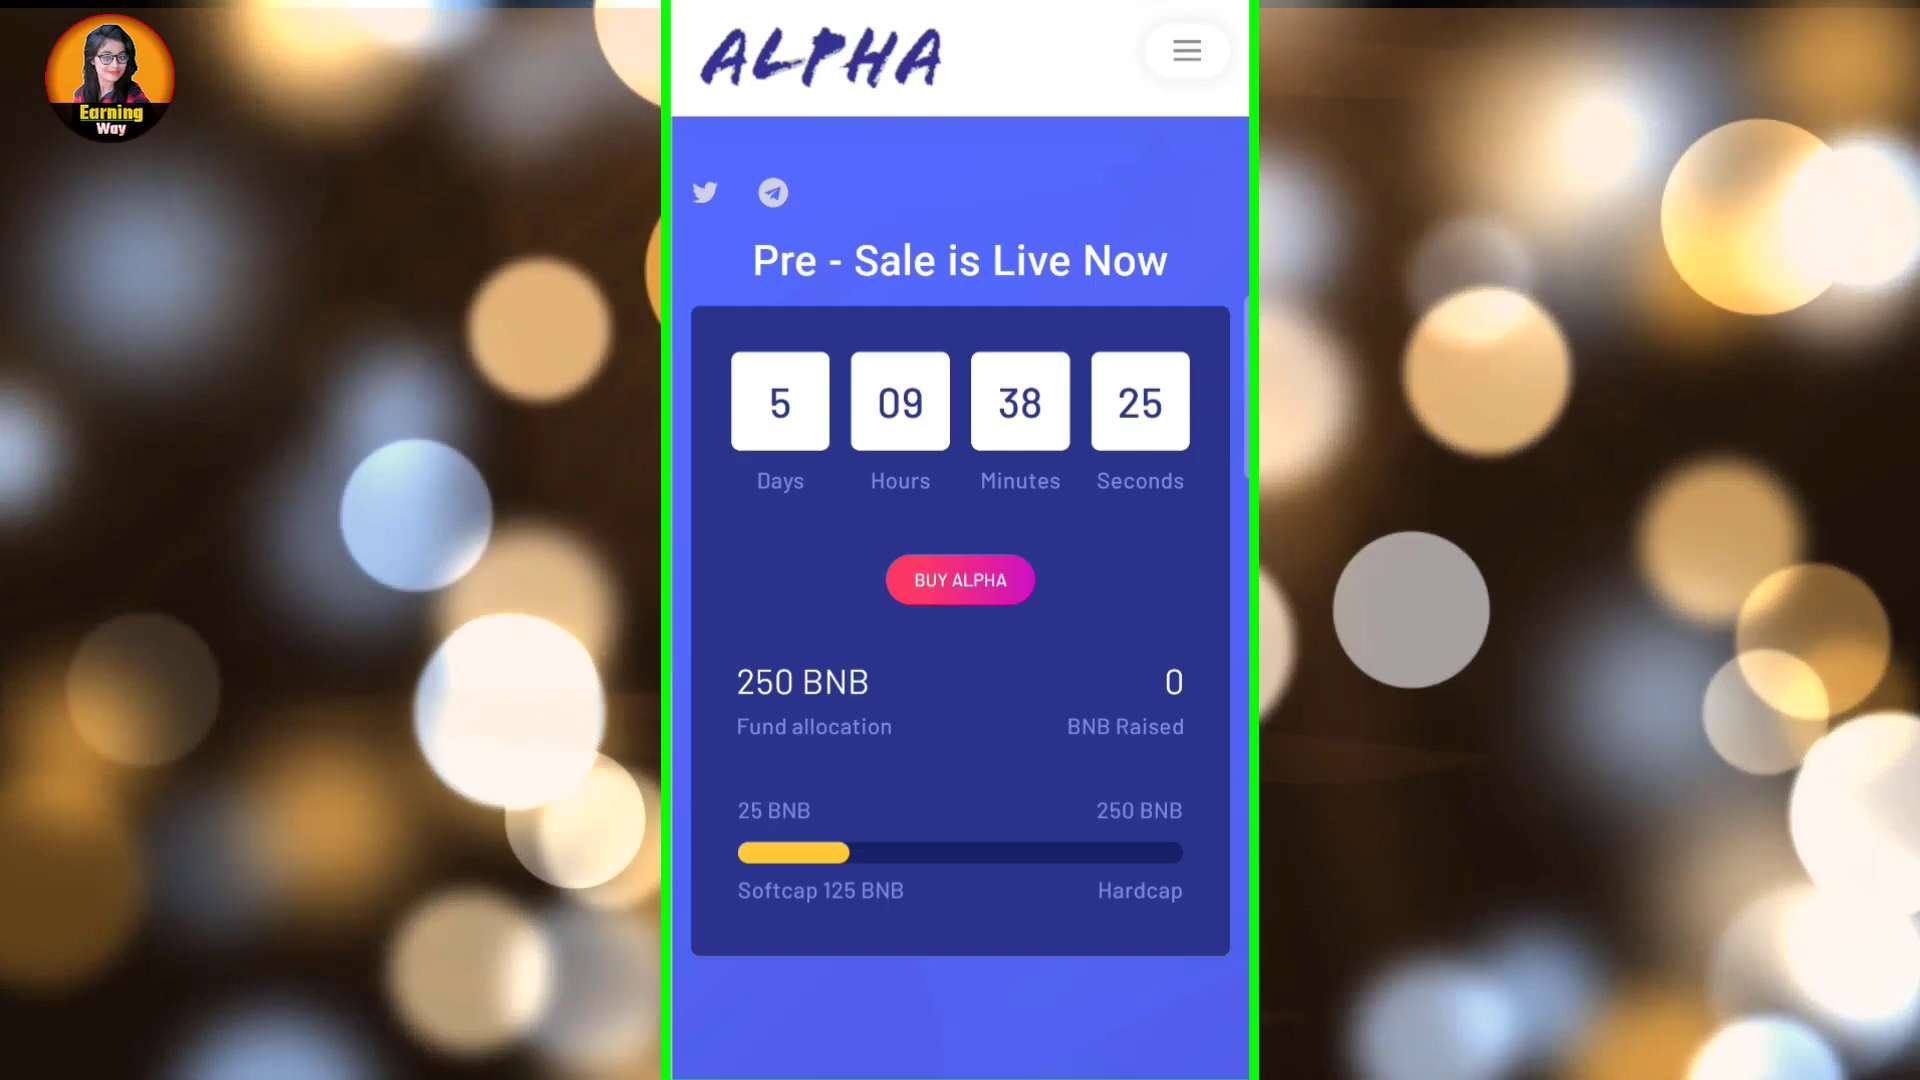 Earning
Way
ALPHA
Pre - Sale is Live Now
5 09 38 25
Days Hours Minutes Seconds
BUY ALPHA
250 BNB 0
Fund allocation BNB Raised
25 BNB 250 BNB
Softcap 125 BNB Hardcap